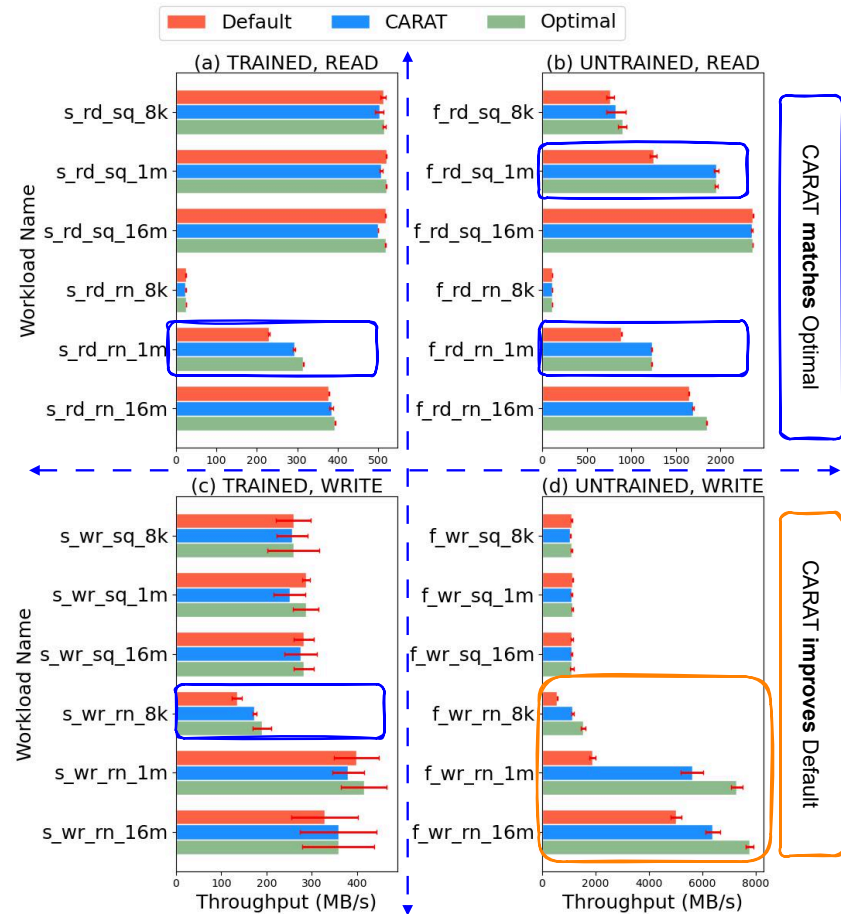 Default CARAT Optimal
(a) TRAINED, READ
Workload Name
s_rd_sq_8k
s_rd_sq_1m
s_rd_sq_16m
s_rd_rn_8k
s_rd_rn_1m
s_rd_rn_16m
0 100 200 300 400 500
(b) UNTRAINED, READ
f_rd_sq_8k
f_rd_sq_1m
f_rd_sq_16m
f_rd_rn_8k
f_rd_rn_1m
f_rd_rn_16m
0 500 1000 1500 2000
CARAT matches Optimal
(c) TRAINED, WRITE
Workload Name
s_wr_sq_8k
s_wr_sq_1m
s_wr_sq_16m
s_wr_rn_8k
s_wr_rn_1m
s_wr_rn_16m
0 100 200 300 400
Throughput (MB/s)
(d) UNTRAINED, WRITE
f_wr_sq_8k
f_wr_sq_1m
f_wr_sq_16m
f_wr_rn_8k
f_wr_rn_1m
f_wr_rn_16m
0 2000 4000 6000 8000
Throughput (MB/s)
CARAT improves Default